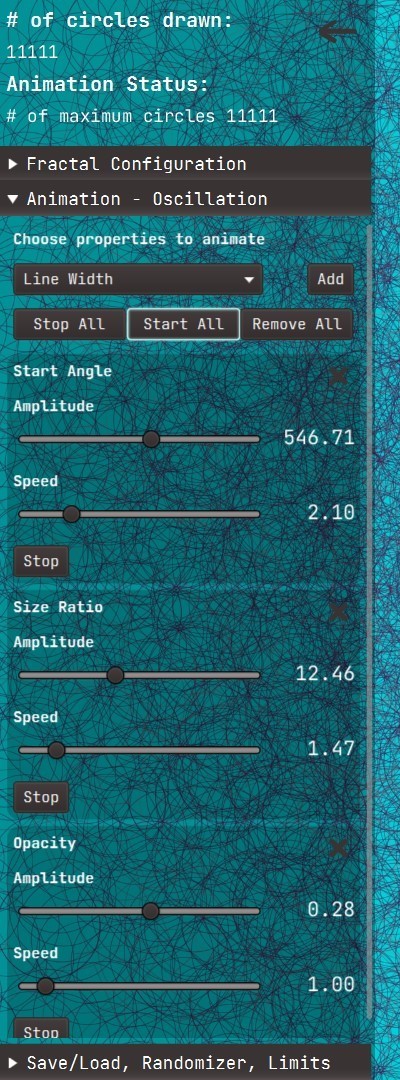 # of circles drawn:
11111
Animation Status:
# of maximum circles 11111
Fractal Configuration
Animation - Oscillation
Choose properties to animate
Line Width
Add
Stop All Start All Remove All
Start Angle
Amplitude
546.71
Speed
2.10
Stop
Size Ratio
Amplitude
12.46
Speed
1.47
Stop
Opacity
Amplitude
0.28
Speed
1.00
Stop
Save/Load, Randomizer, Limits